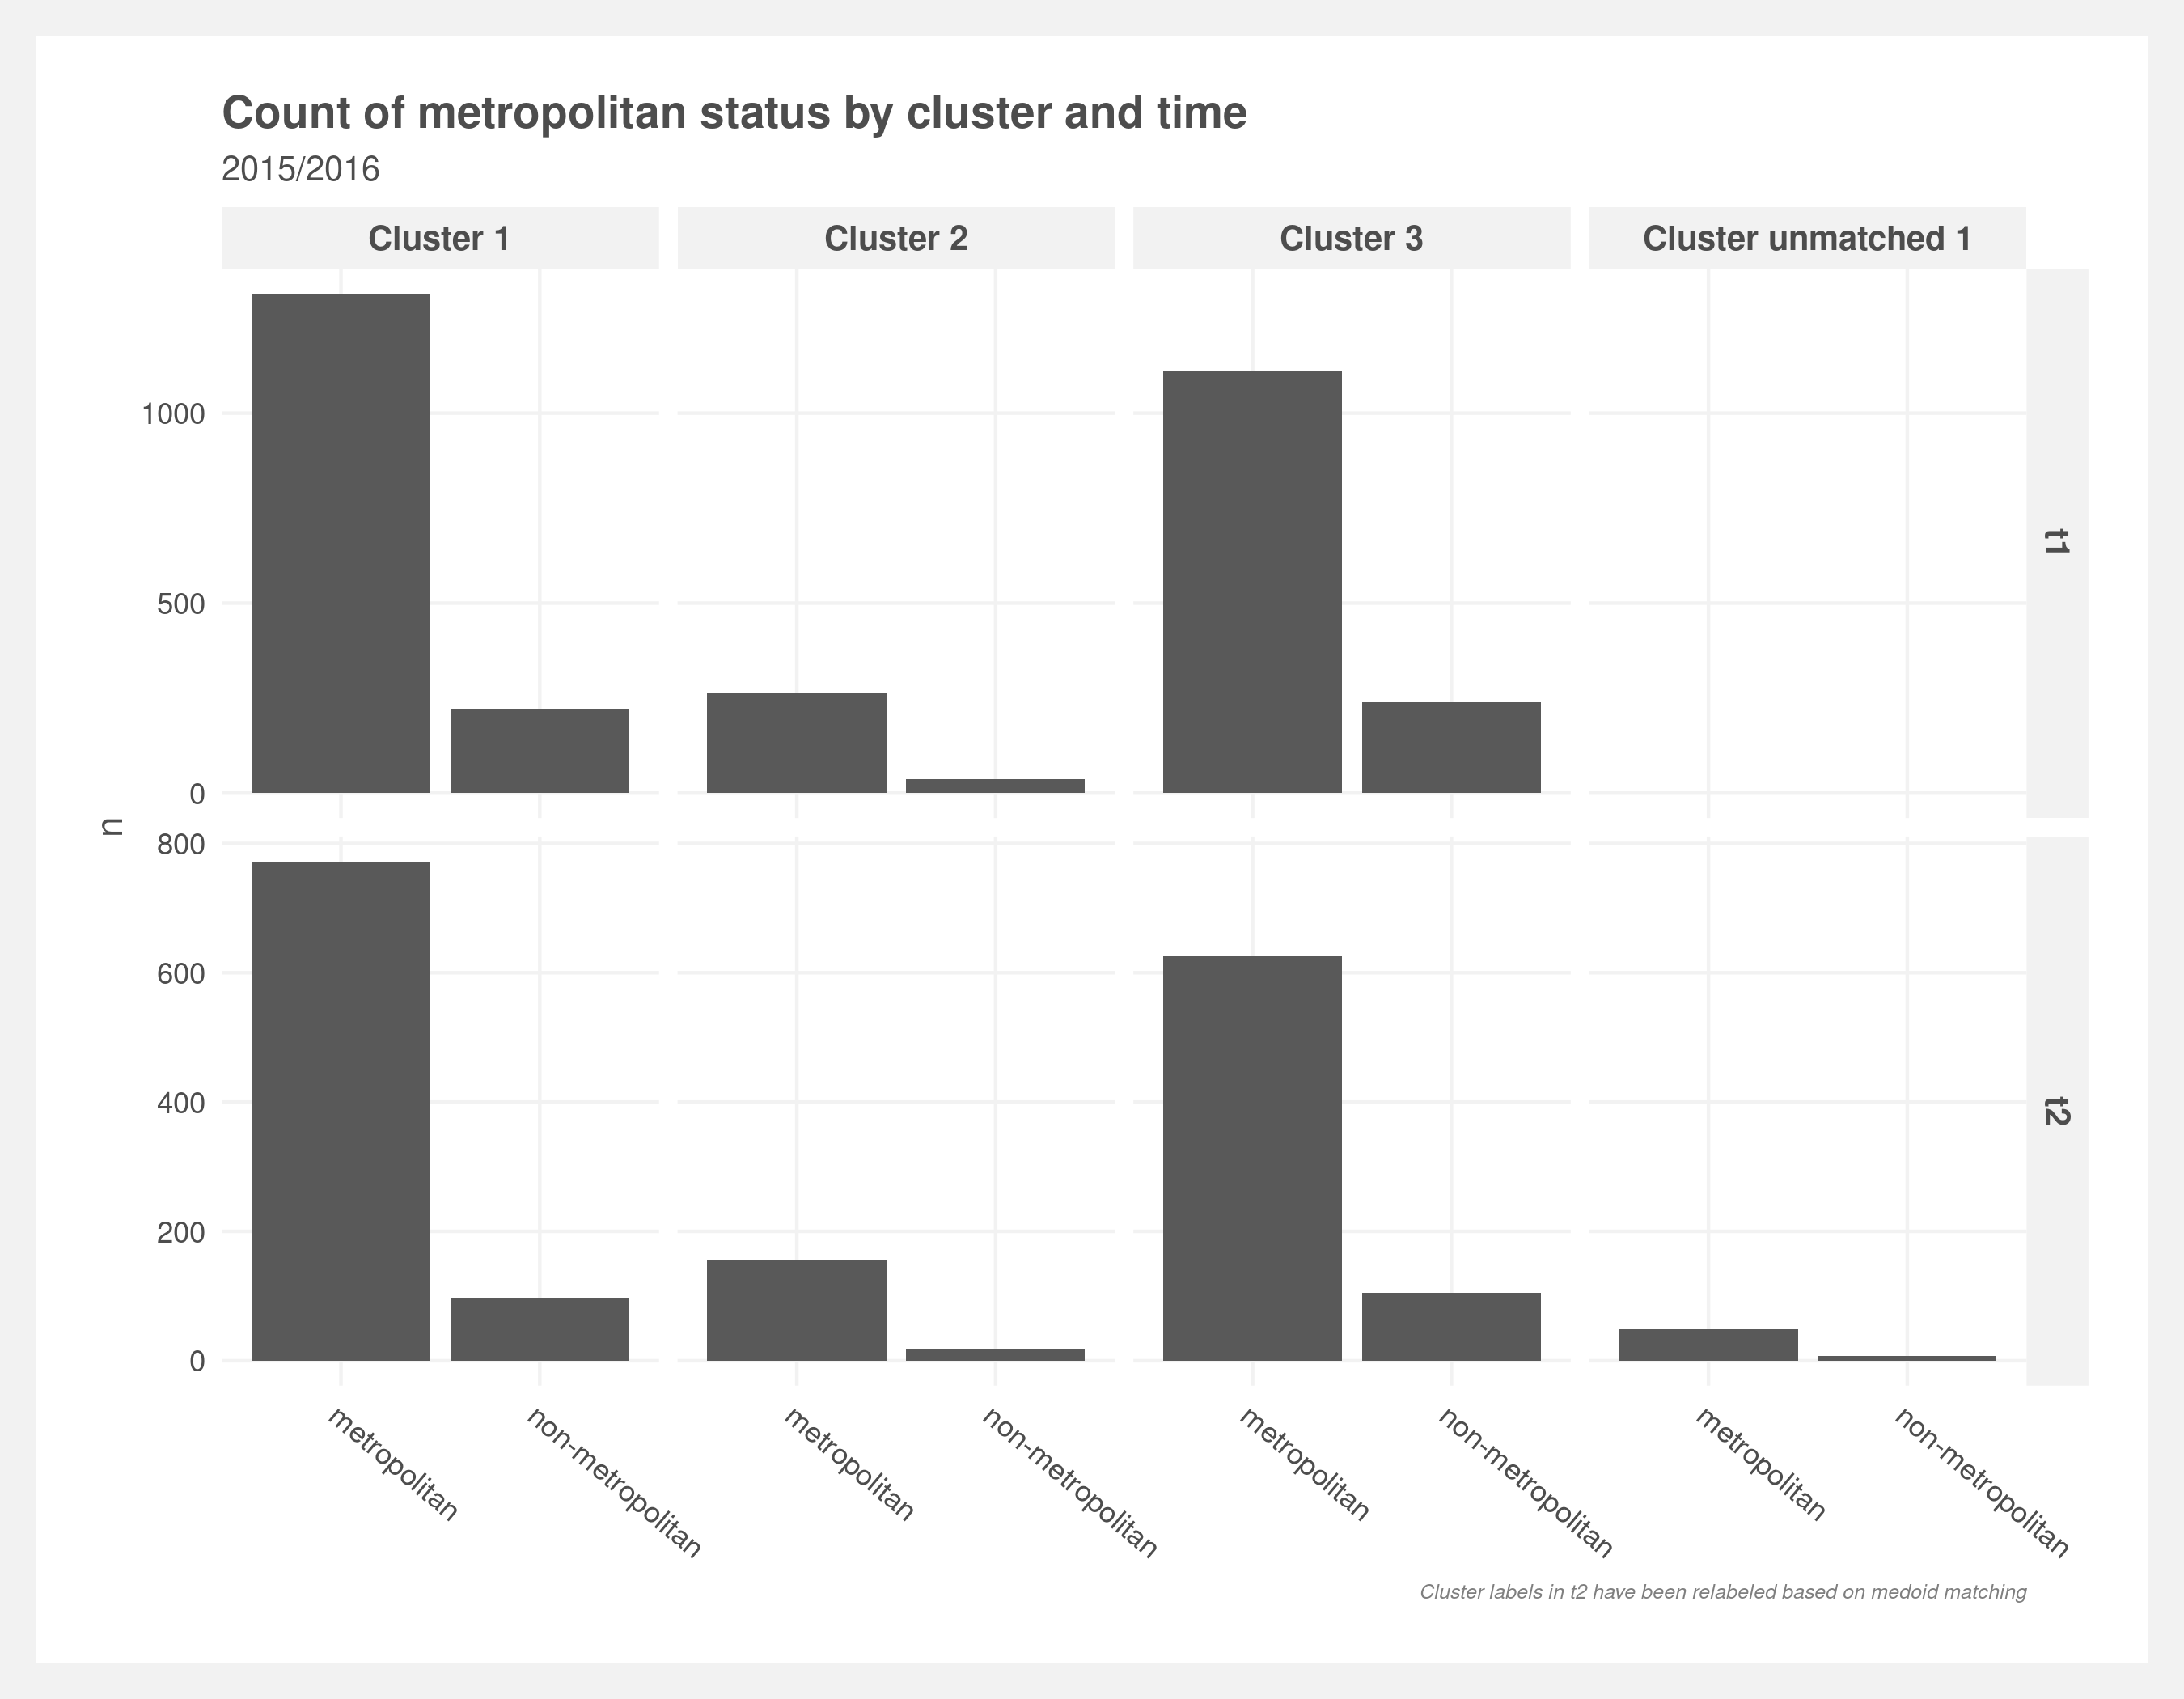 Count of metropolitan status by cluster and time
2015/2016
Cluster 1
Cluster 2
Cluster 3
Cluster unmatched 1
1000
500
0
t1
n
800
600
400
200
0
t2
metropolitan
non-metropolitan
metropolitan
non-metropolitan
metropolitan
non-metropolitan
metropolitan
non-metropolitan
Cluster labels in t2 have been relabeled based on medoid matching